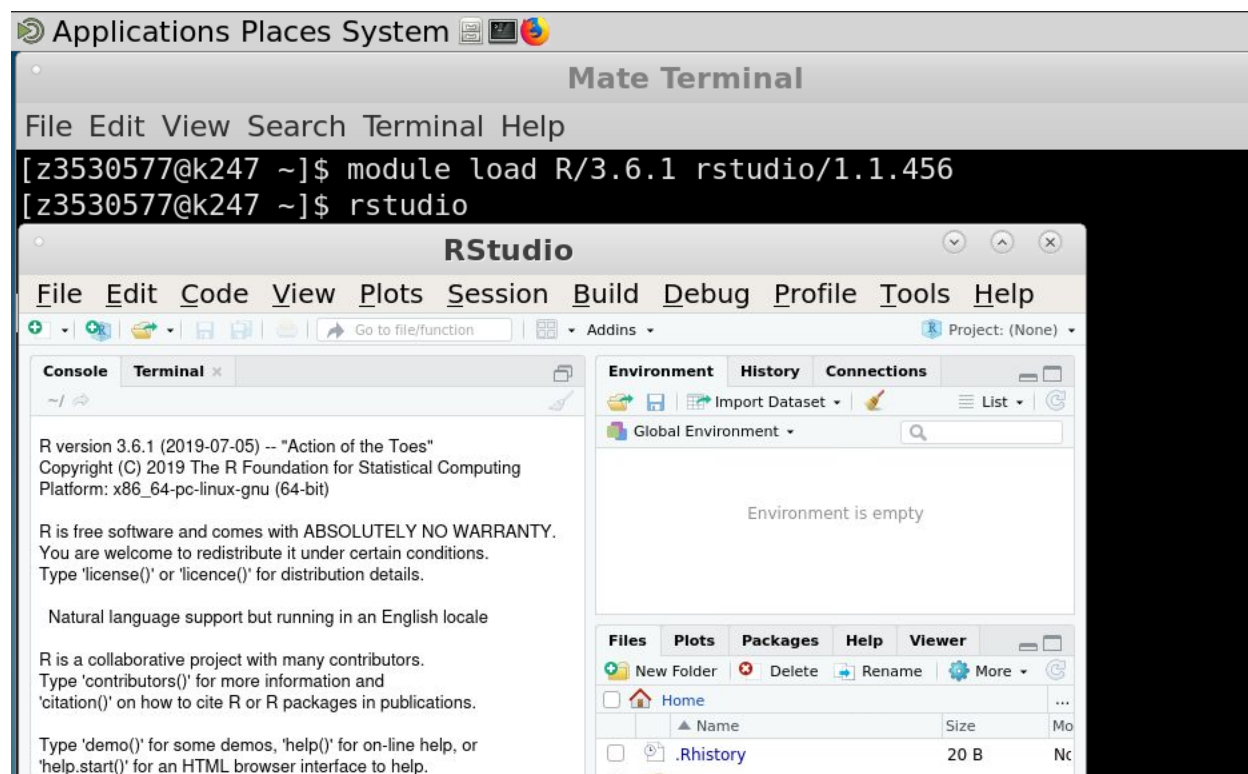 Applications Places System
Mate Terminal
File Edit View Search Terminal Help
[z3530577@k247 ~]$ module load R/3.6.1 rstudio/1.1.456
[z3530577@k247 ~]$ rstudio
RStudio
File Edit Code View Plots Session Build Debug Profile Tools Help
Go to file/function Addins Project: (None)
Console Terminal
~/
R version 3.6.1 (2019-07-05) -- "Action of the Toes"
Copyright (C) 2019 The R Foundation for Statistical Computing
Platform: x86_64-pc-linux-gnu (64-bit)
R is free software and comes with ABSOLUTELY NO WARRANTY.
You are welcome to redistribute it under certain conditions.
Type 'license()' or 'licence()' for distribution details.
Natural language support but running in an English locale
R is a collaborative project with many contributors.
Type 'contributors()' for more information and
'citation()' on how to cite R or R packages in publications.
Type 'demo()' for some demos, 'help()' for on-line help, or
'help.start()' for an HTML browser interface to help.
Environment History Connections
Import Dataset List
Global Environment
Environment is empty
Files Plots Packages Help Viewer
New Folder Delete Rename More
Home ...
Name Size Mo
.Rhistory 20 B